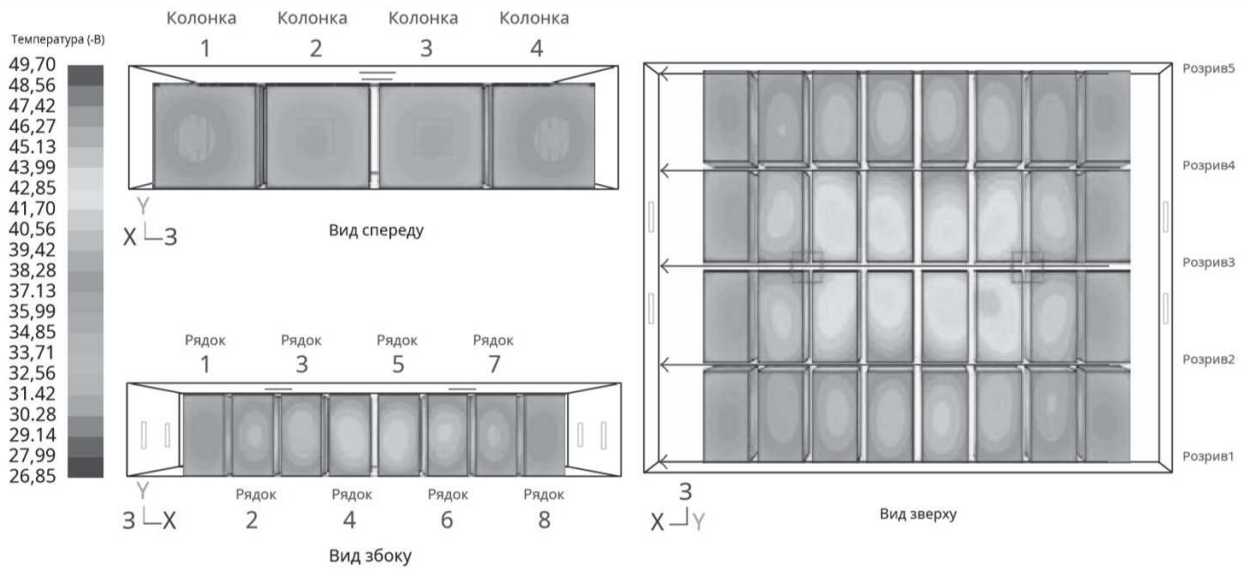 Температура (-В)
49,70
48,56
47,42
46,27
45.13
43,99
42,85
41,70
40,56
39,42
38,28
37.13
35,99
34,85
33,71
32,56
31.42
30.28
29.14
27,99
26,85
Колонка Колонка Колонка Колонка
1 2 3 4
Y
X 3
Вид спереду
Рядок Рядок Рядок Рядок
1 3 5 7
Рядок Рядок Рядок Рядок
2 4 6 8
Y
З X
Вид збоку
Розрив5
Розрив4
Розрив3
Розрив2
Розрив1
З
X Y
Вид зверху